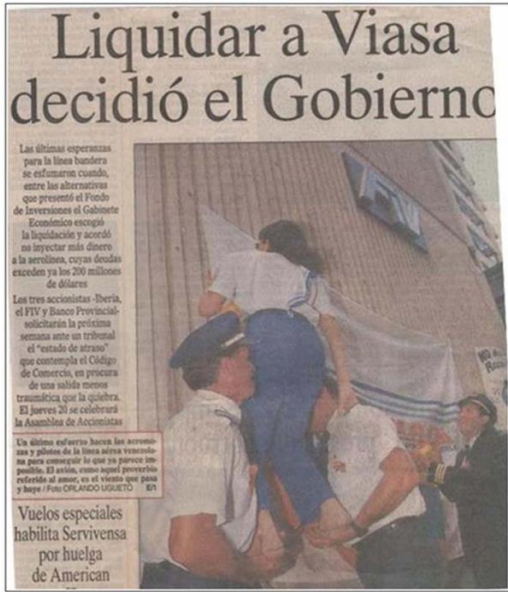 Liquidar a Viasa
decidió el Gobierno
Las últimas esperanzas
para la línea bandera
se esfumaron cuando,
entre las alternativas
que presentó el Fondo
de Inversiones el Gabinete
Económico escogió
la liquidación y acordó
no inyectar más dinero
a la aerolínea, cuyas deudas
exceden ya los 200 millones
de dólares
Los tres accionistas -Iberia,
el FIV y Banco Provincial-
solicitarán la próxima
semana ante un tribunal
el "estado de atraso"
que contempla el Código
de Comercio, en procura
de una salida menos
traumática que la quiebra.
El jueves 20 se celebrará
la Asamblea de Accionistas
Un último esfuerzo hacen las aeromo-
zas y pilotos de la línea aérea venezola-
na para conseguir lo que ya parece im-
posible. El avión, como aquel proverbio
referido al amor, es el viento que pasa
y huye / Foto ORLANDO UGUETO E/1
Vuelos especiales
habilita Servivensa
por huelga
de American
FIV
NO A